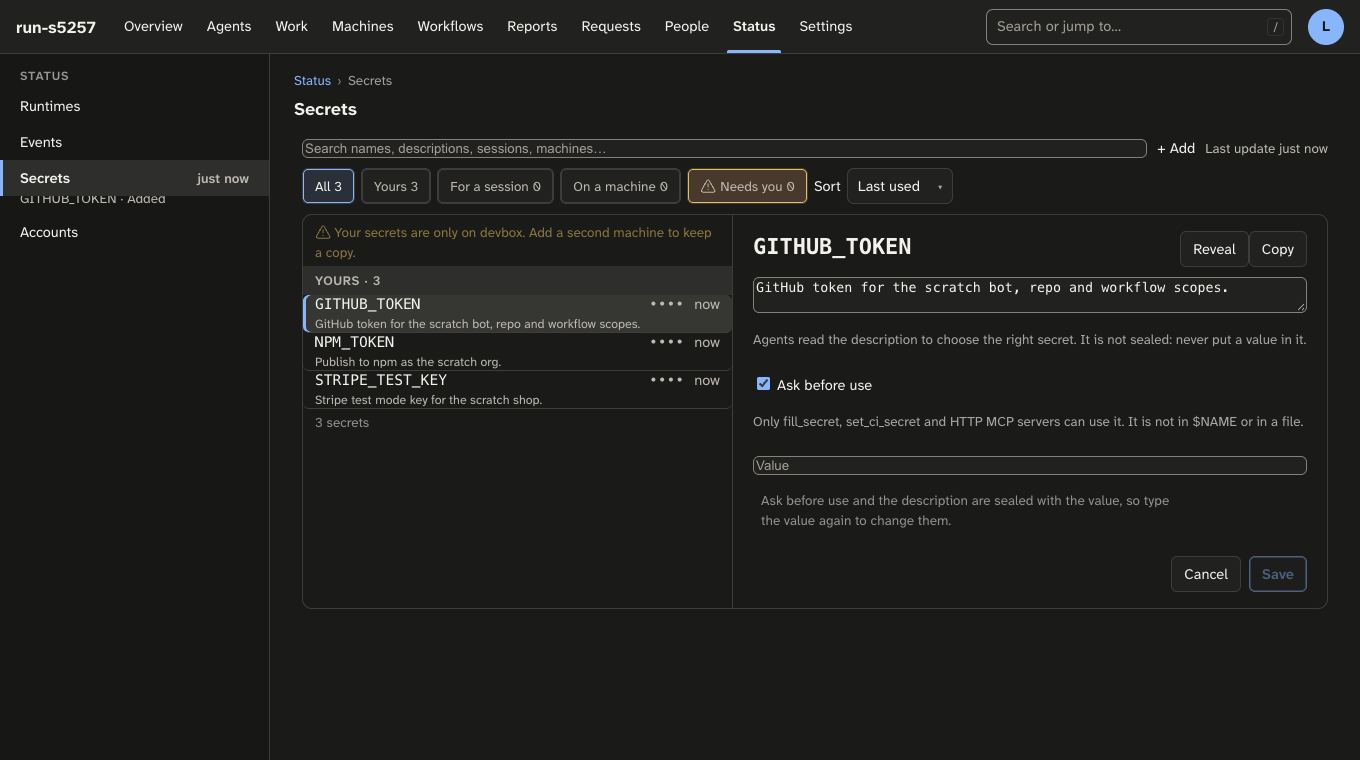 run-s5257 Overview Agents Work Machines Workflows Reports Requests People Status Settings Search or jump to... / L
STATUS
Runtimes
Events
Secrets just now
GITHUB_TOKEN · Added
Accounts
Status › Secrets
Secrets
Search names, descriptions, sessions, machines... + Add Last update just now
All 3 Yours 3 For a session 0 On a machine 0 Needs you 0 Sort Last used
Your secrets are only on devbox. Add a second machine to keep
a copy.
YOURS · 3
GITHUB_TOKEN •••• now
GitHub token for the scratch bot, repo and workflow scopes.
NPM_TOKEN •••• now
Publish to npm as the scratch org.
STRIPE_TEST_KEY •••• now
Stripe test mode key for the scratch shop.
3 secrets
GITHUB_TOKEN Reveal Copy
GitHub token for the scratch bot, repo and workflow scopes.
Agents read the description to choose the right secret. It is not sealed: never put a value in it.
Ask before use
Only fill_secret, set_ci_secret and HTTP MCP servers can use it. It is not in $NAME or in a file.
Value
Ask before use and the description are sealed with the value, so type
the value again to change them.
Cancel Save